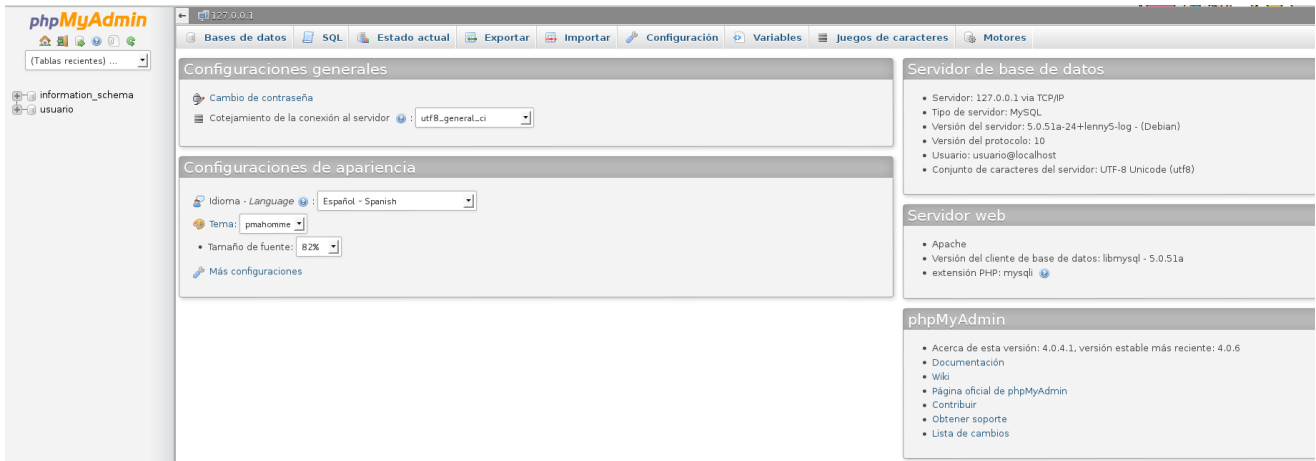 phpMyAdmin
(Tablas recientes) ...
information_schema
usuario
127.0.0.1
Bases de datos SQL Estado actual Exportar Importar Configuración Variables Juegos de caracteres Motores
Configuraciones generales
Cambio de contraseña
Cotejamiento de la conexión al servidor : utf8_general_ci
Configuraciones de apariencia
Idioma - Language : Español - Spanish
Tema: pmahomme
• Tamaño de fuente: 82%
Más configuraciones
Servidor de base de datos
• Servidor: 127.0.0.1 via TCP/IP
• Tipo de servidor: MySQL
• Versión del servidor: 5.0.51a-24+lenny5-log - (Debian)
• Versión del protocolo: 10
• Usuario: usuario@localhost
• Conjunto de caracteres del servidor: UTF-8 Unicode (utf8)
Servidor web
• Apache
• Versión del cliente de base de datos: libmysql - 5.0.51a
• extensión PHP: mysqli
phpMyAdmin
• Acerca de esta versión: 4.0.4.1, versión estable más reciente: 4.0.6
• Documentación
• Wiki
• Página oficial de phpMyAdmin
• Contribuir
• Obtener soporte
• Lista de cambios